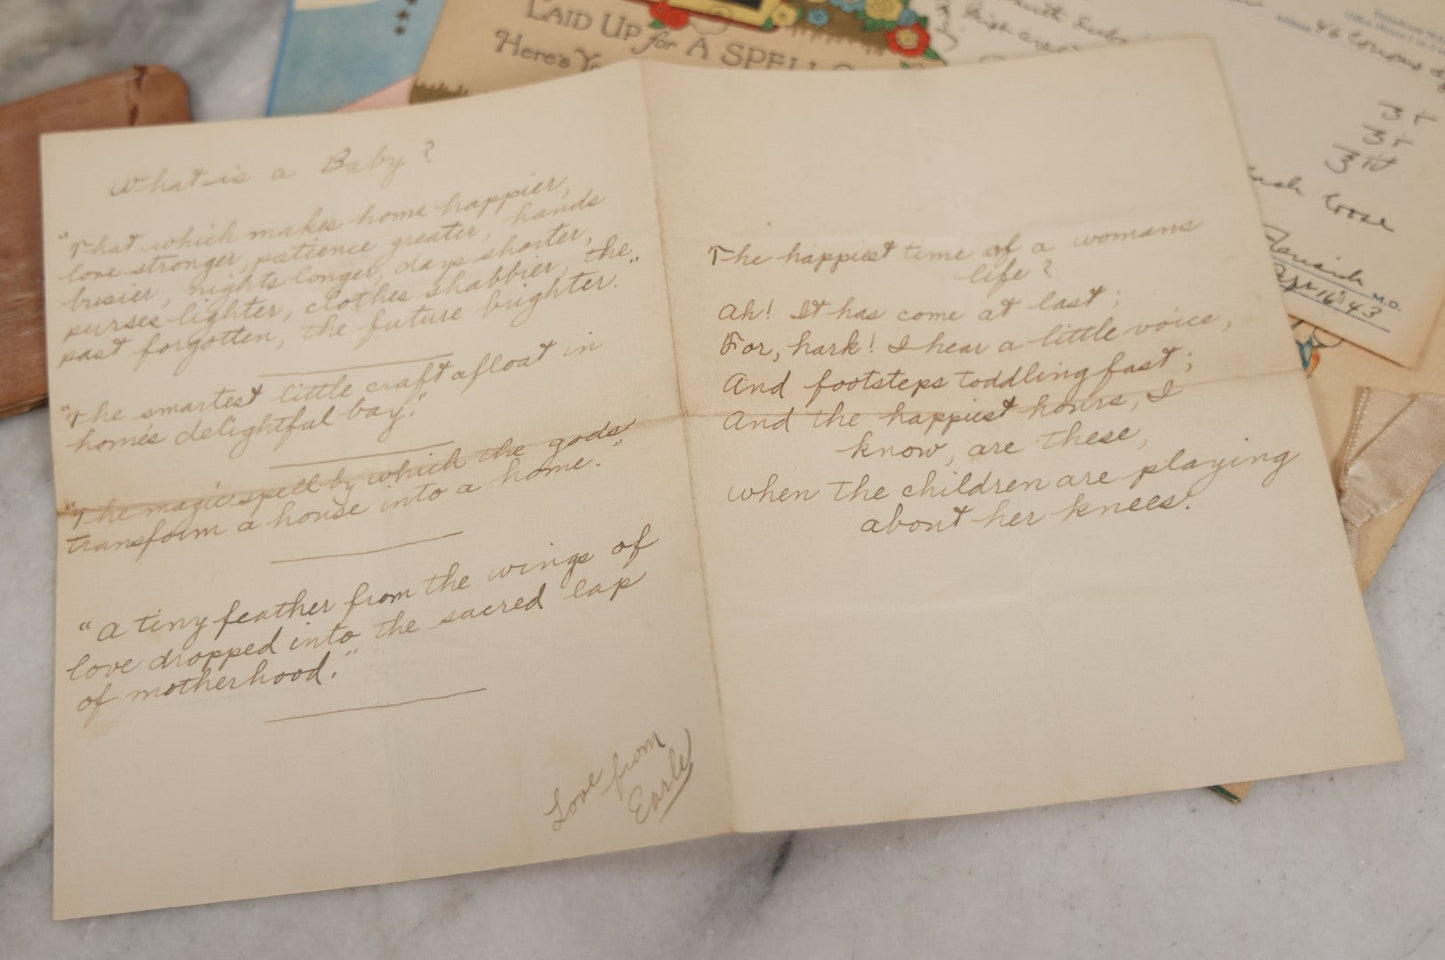 LAID UP for A SPELL
Here's
What is a Baby?
"That which makes home happier,
love stronger, patience greater, hands
busier, nights longer, days shorter,
purses lighter, clothes shabbier, the
past forgotten, the future brighter."
"The smartest little craft afloat in
home's delightful bay."
"The magic spell by which the gods
transform a house into a home."
"A tiny feather from the wings of
love dropped into the sacred lap
of motherhood."
Love from
Earle
The happiest time of a womans
life?
Ah! It has come at last;
For, hark! I hear a little voice,
And footsteps toddling fast;
And the happiest hours, I
know, are these,
when the children are playing
about her knees.
M.D.